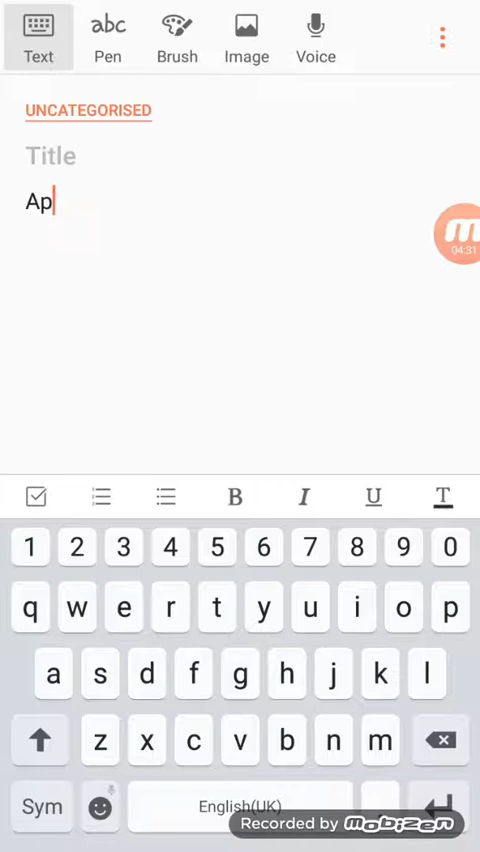 Text abc Pen Brush Image Voice
UNCATEGORISED
Title
Ap
m
04:31
B I U T
1 2 3 4 5 6 7 8 9 0
q w e r t y u i o p
a s d f g h j k l
z x c v b n m
Sym English(UK)
Recorded by mobizen